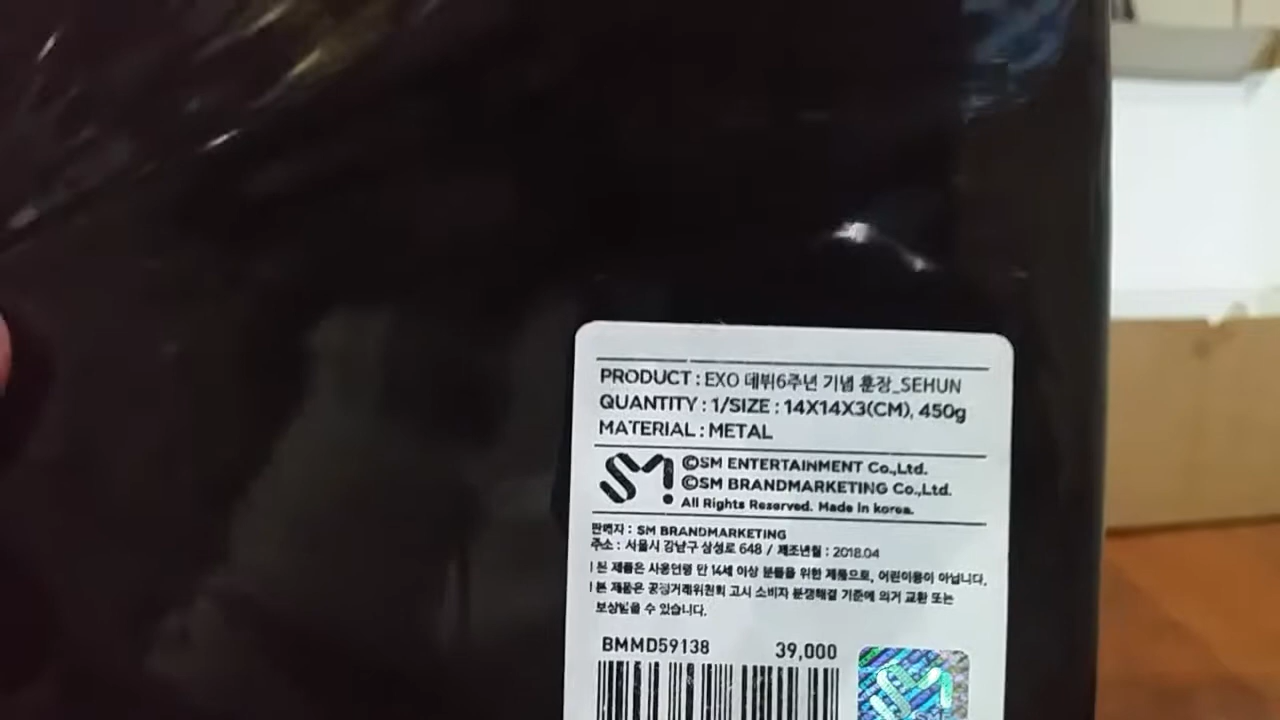 PRODUCT : EXO 데뷔6주년 기념 훈장_SEHUN
QUANTITY : 1/SIZE : 14X14X3(CM), 450g
MATERIAL : METAL
SM
©SM ENTERTAINMENT Co.,Ltd.
©SM BRANDMARKETING Co.,Ltd.
All Rights Reserved. Made in korea.
판매자 : SM BRANDMARKETING
주소 : 서울시 강남구 삼성로 648 / 제조년월 : 2018.04
본 제품은 사용연령 만 14세 이상 분들을 위한 제품으로, 어린이용이 아닙니다.
본 제품은 공정거래위원회 고시 소비자 분쟁해결 기준에 의거 교환 또는
보상받을 수 있습니다.
BMMD59138 39,000
SM